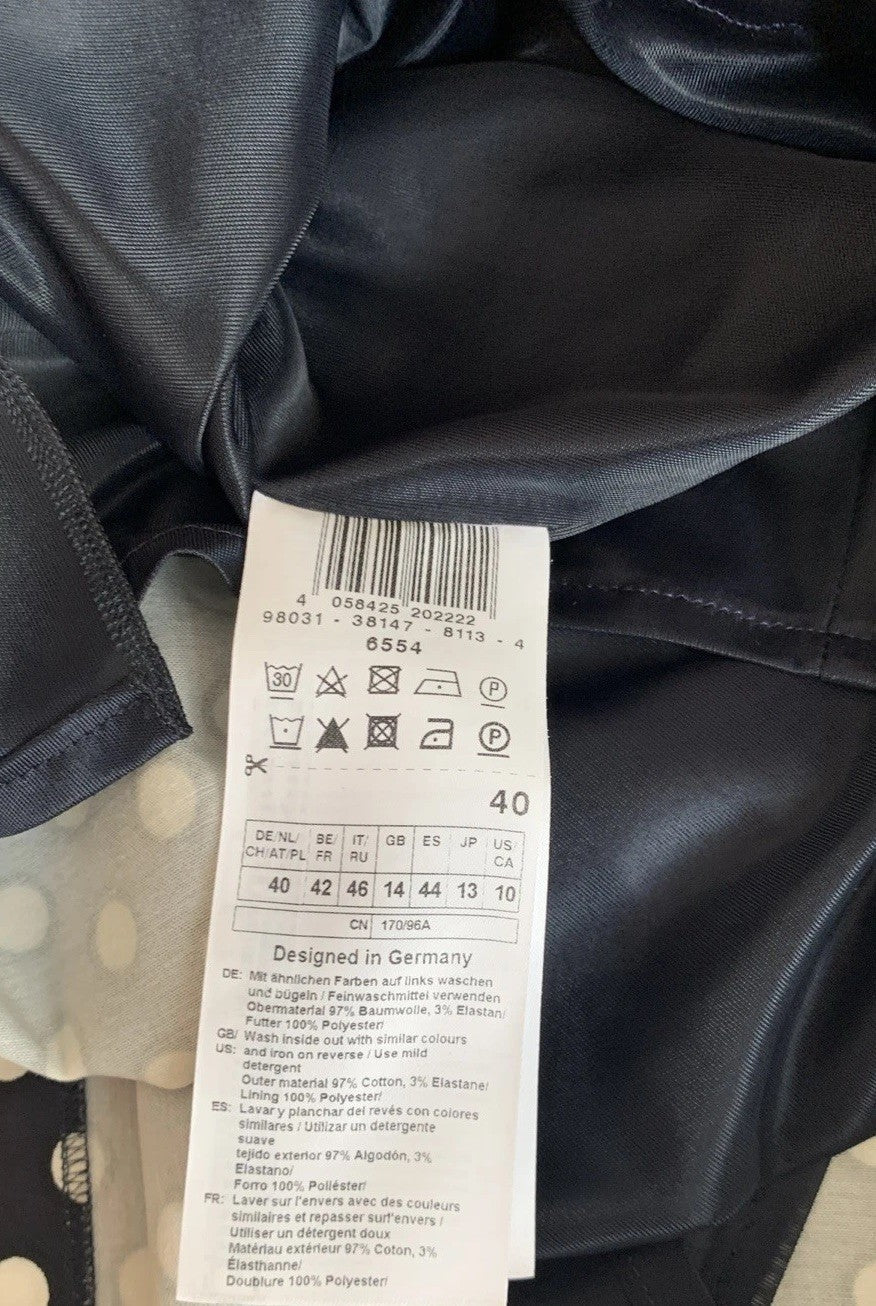 4 058425 202222
98031 - 38147 - 8113 - 4
6554
30 P
P
40
DE/NL/ BE/ IT/ GB ES JP US/
CH/AT/PL FR RU CA
40 42 46 14 44 13 10
CN 170/96A
Designed in Germany
DE: Mit ähnlichen Farben auf links waschen
und bügeln / Feinwaschmittel verwenden
Obermaterial 97% Baumwolle, 3% Elastan/
Futter 100% Polyester/
GB/ Wash inside out with similar colours
US: and iron on reverse / Use mild
detergent
Outer material 97% Cotton, 3% Elastane/
Lining 100% Polyester/
ES: Lavar y planchar del revés con colores
similares / Utilizar un detergente
suave
tejido exterior 97% Algodón, 3%
Elastano/
Forro 100% Poliéster/
FR: Laver sur l'envers avec des couleurs
similaires et repasser surl'envers /
Utiliser un détergent doux
Matériau extérieur 97% Coton, 3%
Élasthanne/
Doublure 100% Polyester/